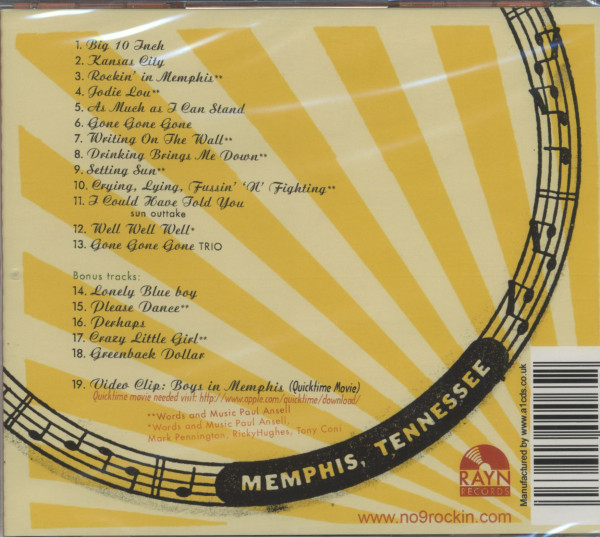 1. Big 10 Inch
2. Kansas City
3. Rockin' in Memphis**
4. Jodie Lou**
5. As Much as I Can Stand
6. Gone Gone Gone
7. Writing On The Wall**
8. Drinking Brings Me Down**
9. Setting Sun**
10. Crying, Lying, Fussin' 'N' Fighting**
11. I Could Have Told You
sun outtake
12. Well Well Well*
13. Gone Gone Gone TRIO
Bonus tracks:
14. Lonely Blue boy
15. Please Dance**
16. Perhaps
17. Crazy Little Girl**
18. Greenback Dollar
19. Video Clip: Boys in Memphis (Quicktime Movie)
Quicktime movie needed visit: http://www.apple.com/quicktime/download/
**Words and Music Paul Ansell
*Words and Music Paul Ansell,
Mark Pennington, RickyHughes, Tony Coni
MEMPHIS, TENNESSEE
RAYN
RECORDS
Manufactured by www.a1cds.co.uk
www.no9rockin.com